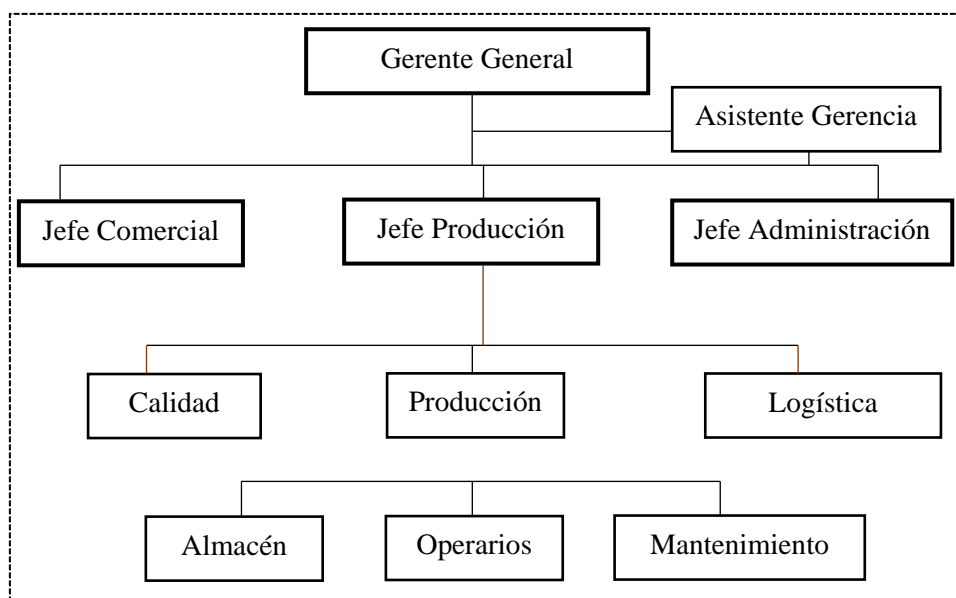 Gerente General
Asistente Gerencia
Jefe Comercial
Jefe Producción
Jefe Administración
Calidad
Producción
Logística
Almacén
Operarios
Mantenimiento